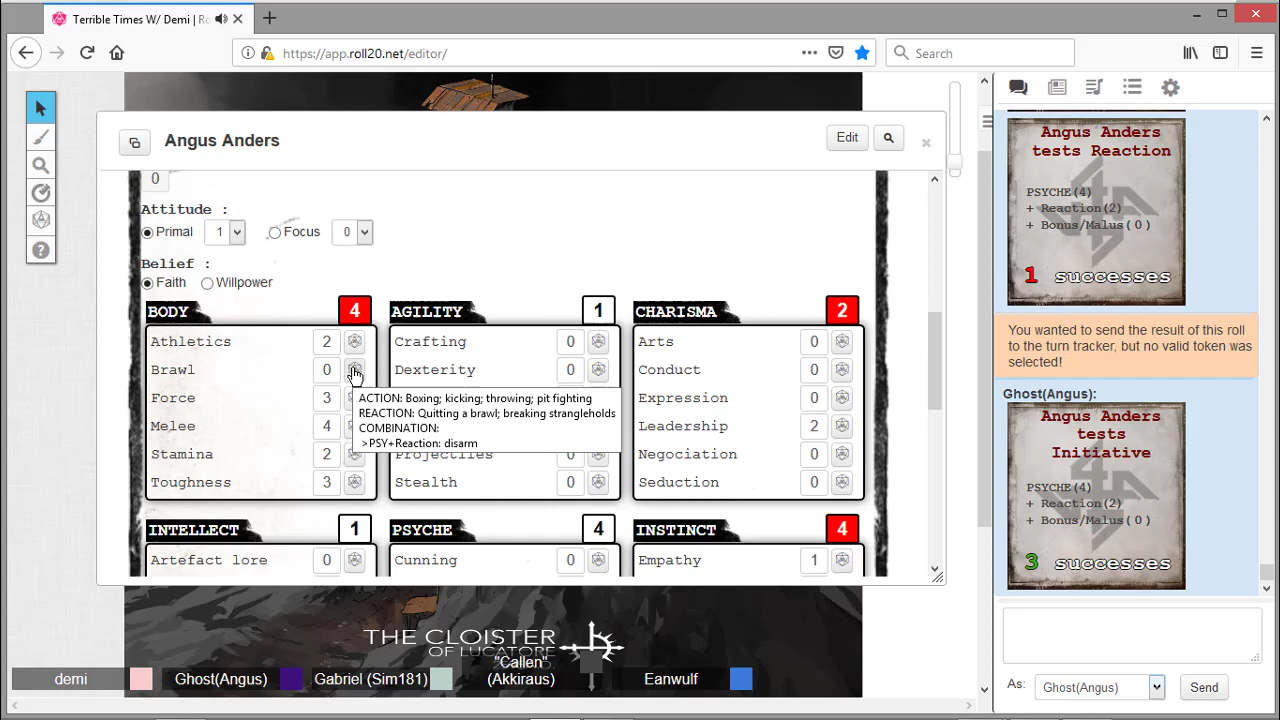 Terrible Times W/ Demi | Ro
https://app.roll20.net/editor/
Search
Angus Anders
Edit
0
Attitude :
Primal 1 Focus 0
Belief :
Faith Willpower
BODY 4
Athletics 2
Brawl 0
Force 3
Melee 4
Stamina 2
Toughness 3
AGILITY 1
Crafting 0
Dexterity 0
Projectiles
Stealth 0
CHARISMA 2
Arts 0
Conduct 0
Expression 0
Leadership 2
Negociation 0
Seduction 0
ACTION: Boxing; kicking; throwing; pit fighting
REACTION: Quitting a brawl; breaking strangleholds
COMBINATION:
>PSY+Reaction: disarm
INTELLECT 1
Artefact lore 0
PSYCHE 4
Cunning 0
INSTINCT 4
Empathy 1
THE CLOISTER
OF LUCATORE
demi
Ghost(Angus)
Gabriel (Sim181)
"Callen"
(Akkiraus)
Eanwulf
Angus Anders
tests Reaction
PSYCHE(4)
+ Reaction(2)
+ Bonus/Malus( 0 )
1 successes
You wanted to send the result of this roll
to the turn tracker, but no valid token was
selected!
Ghost(Angus):
Angus Anders
tests
Initiative
PSYCHE(4)
+ Reaction(2)
+ Bonus/Malus( 0 )
3 successes
As: Ghost(Angus) Send